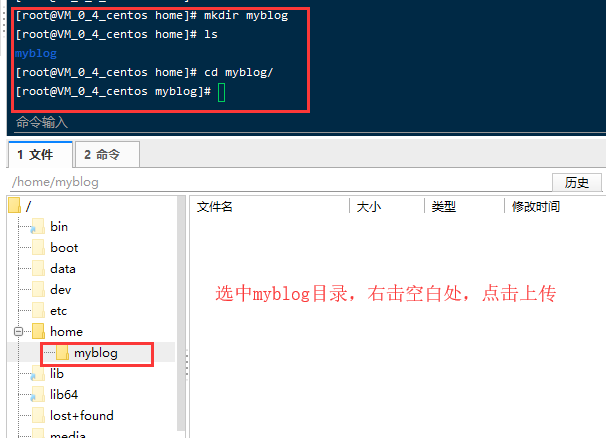 [root@VM_0_4_centos home]# mkdir myblog
[root@VM_0_4_centos home]# ls
myblog
[root@VM_0_4_centos home]# cd myblog/
[root@VM_0_4_centos myblog]#
命令输入
1 文件 2 命令
/home/myblog 历史
/ 文件名 大小 类型 修改时间
bin
boot
data
选中myblog目录，右击空白处，点击上传
dev
etc
home
myblog
lib
lib64
lost+found
media